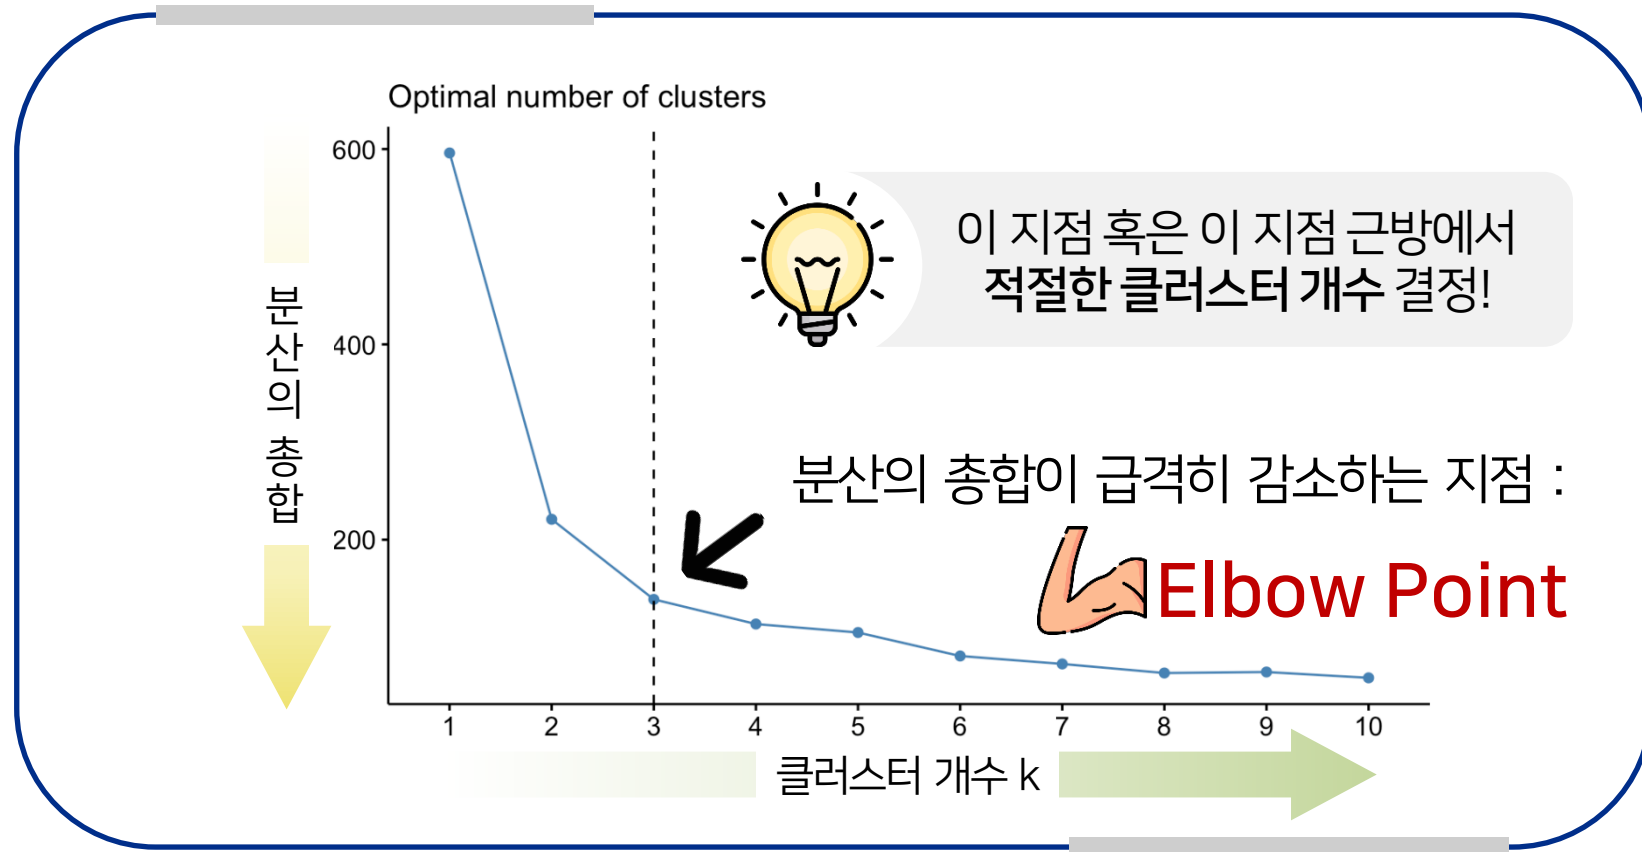 Optimal number of clusters
600
400
200
분산의 총합
이 지점 혹은 이 지점 근방에서
적절한 클러스터 개수 결정!
분산의 총합이 급격히 감소하는 지점 :
Elbow Point
1 2 3 4 5 6 7 8 9 10
클러스터 개수 k